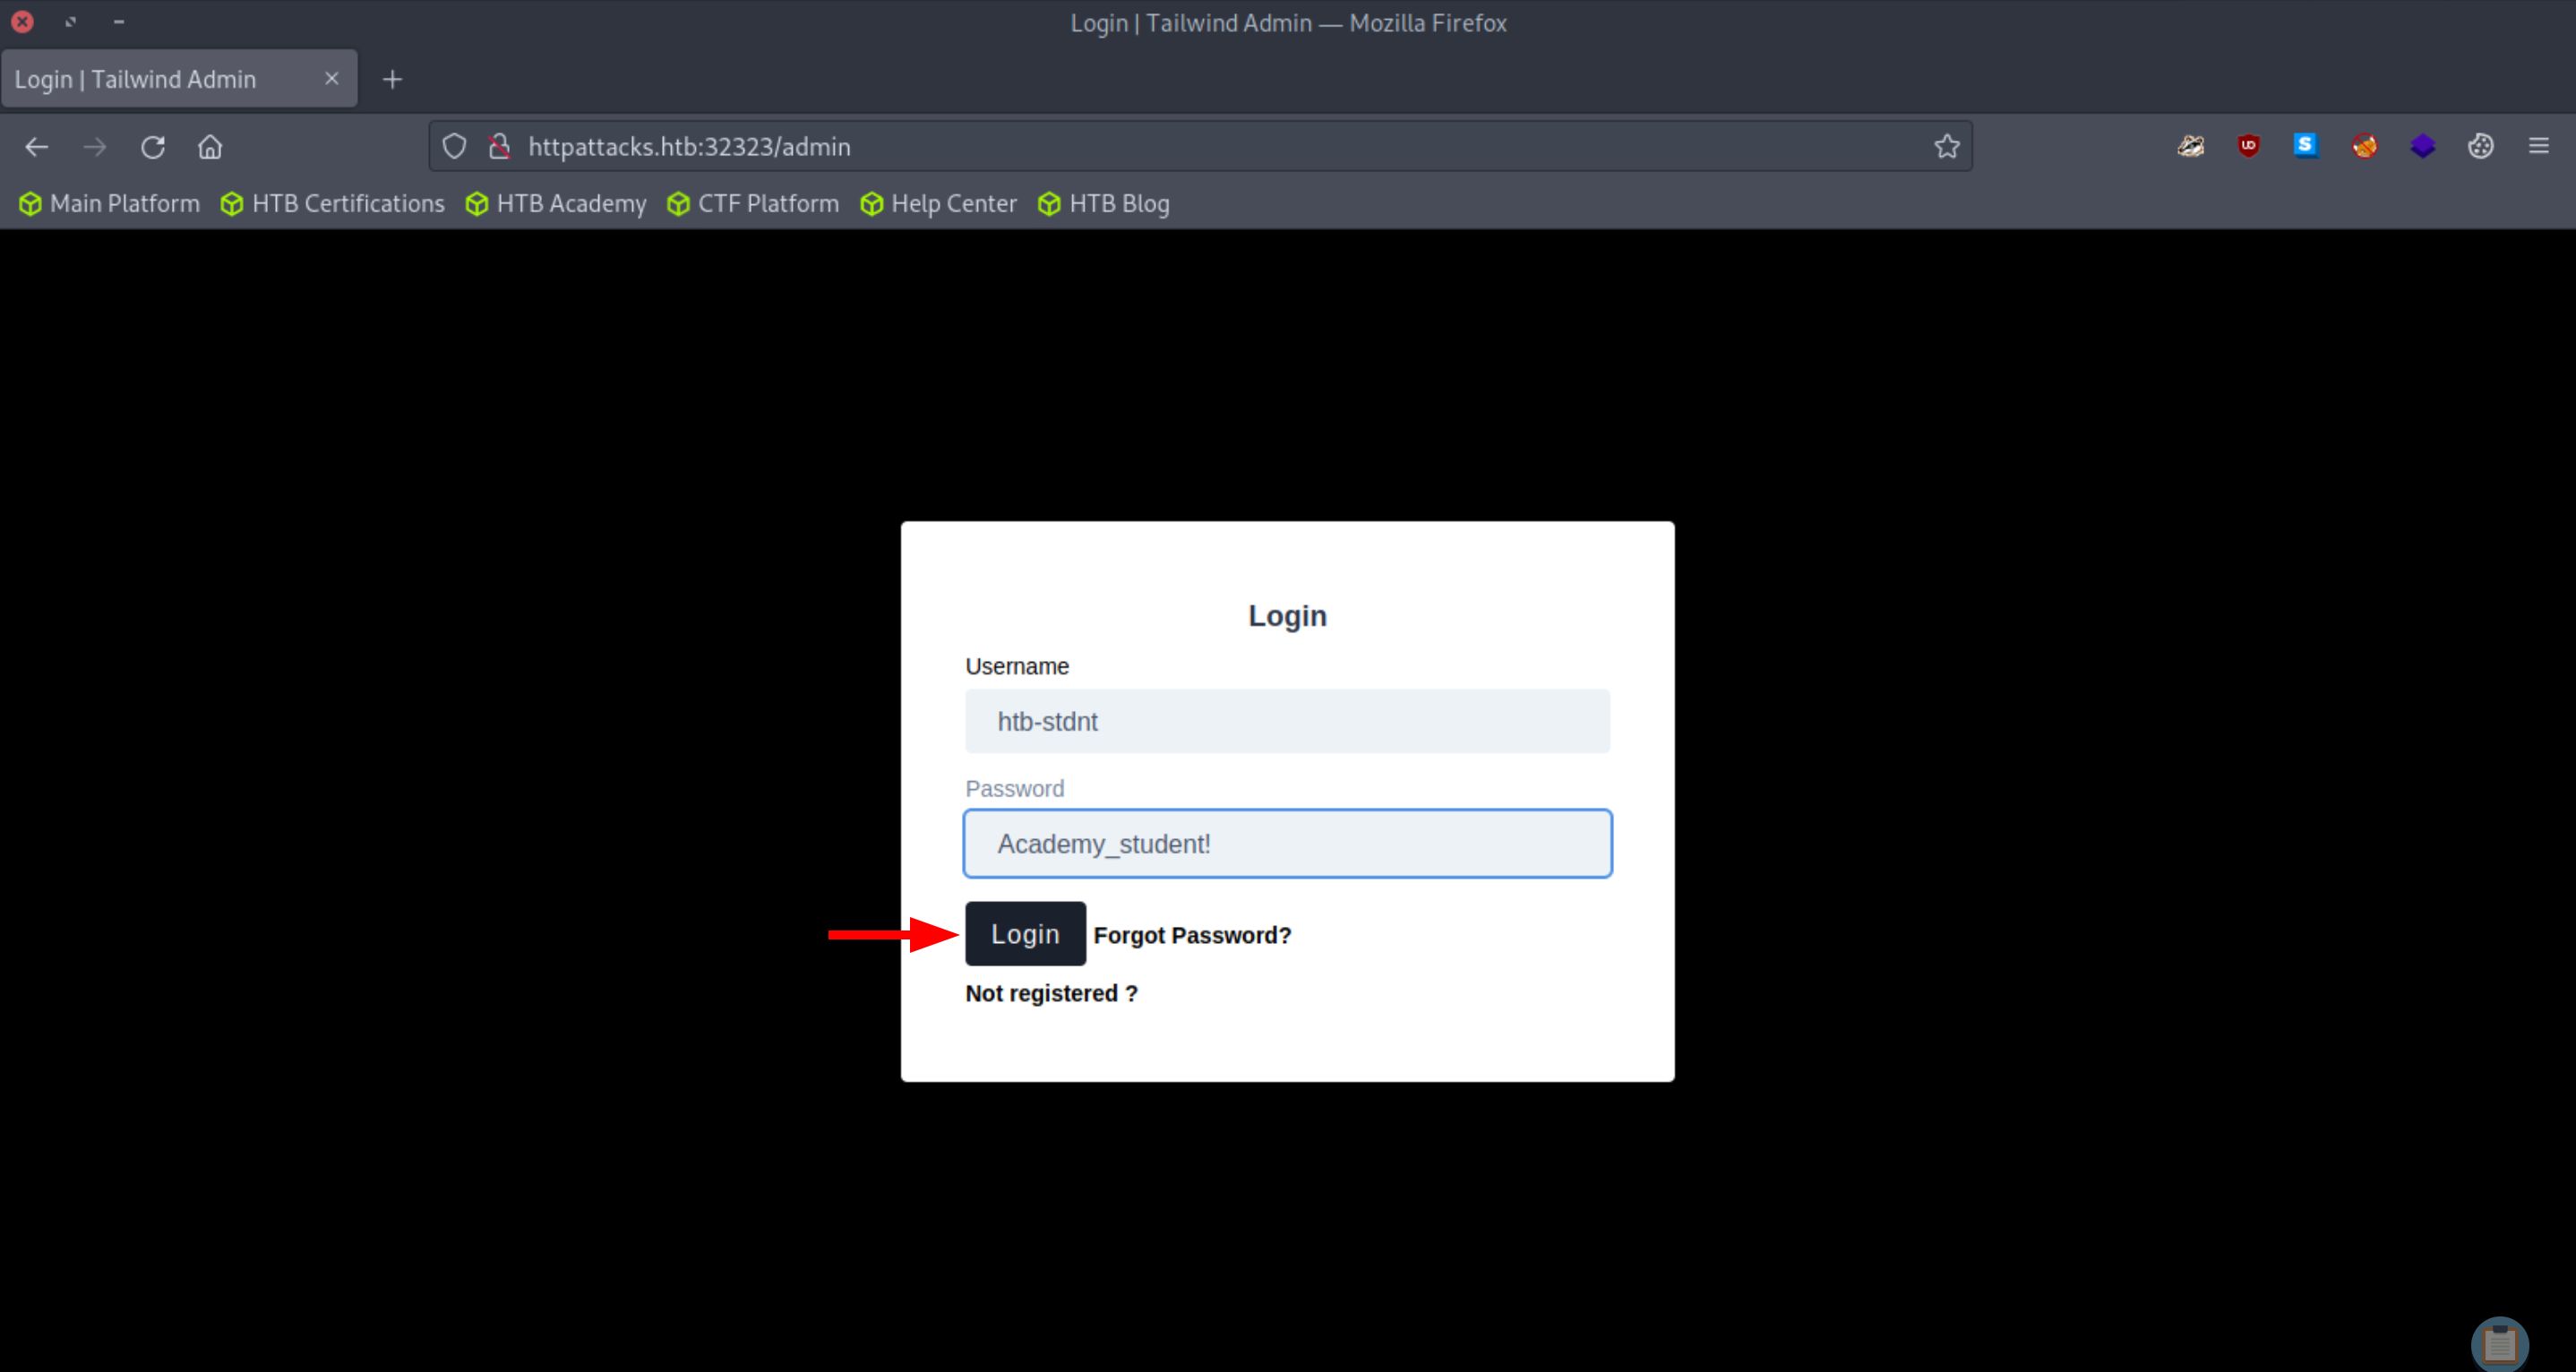 Login | Tailwind Admin — Mozilla Firefox
Login | Tailwind Admin
httpattacks.htb:32323/admin
UD
S
Main Platform HTB Certifications HTB Academy CTF Platform Help Center HTB Blog
Login
Username
htb-stdnt
Password
Academy_student!
Login Forgot Password?
Not registered ?